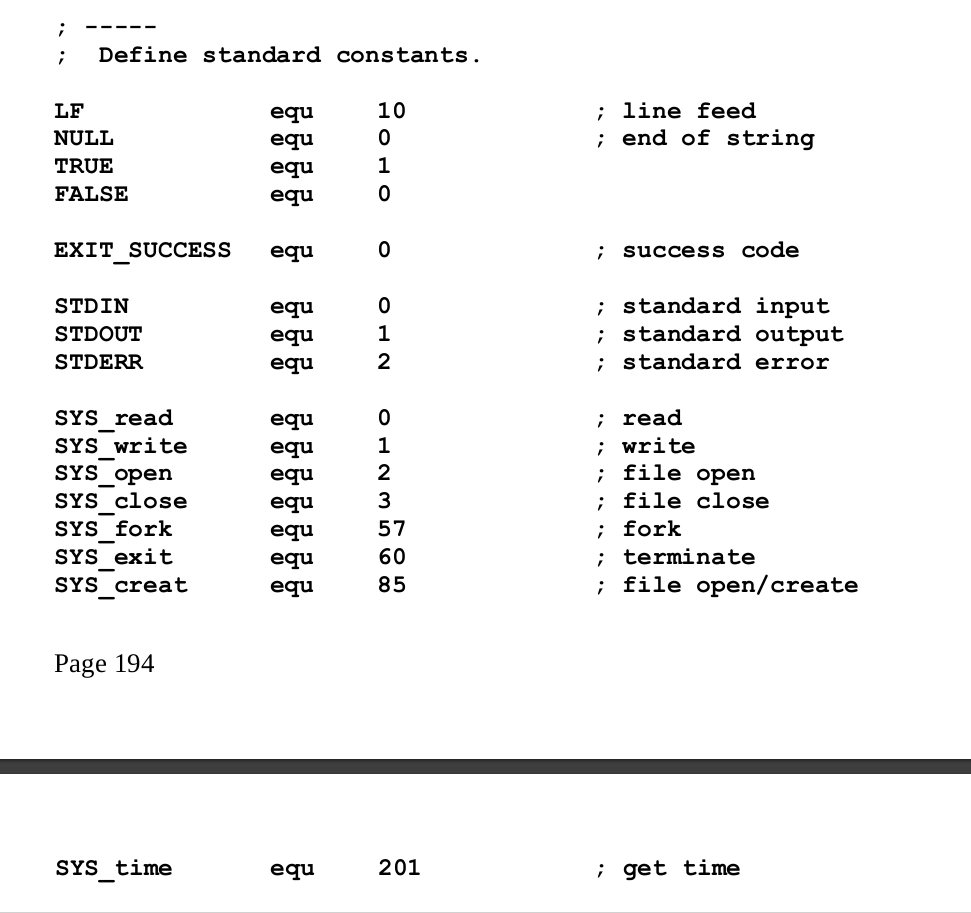 ; -----
;  Define standard constants.
LF equ 10 ; line feed
NULL equ 0 ; end of string
TRUE equ 1
FALSE equ 0
EXIT_SUCCESS equ 0 ; success code
STDIN equ 0 ; standard input
STDOUT equ 1 ; standard output
STDERR equ 2 ; standard error
SYS_read equ 0 ; read
SYS_write equ 1 ; write
SYS_open equ 2 ; file open
SYS_close equ 3 ; file close
SYS_fork equ 57 ; fork
SYS_exit equ 60 ; terminate
SYS_creat equ 85 ; file open/create
Page 194
SYS_time equ 201 ; get time